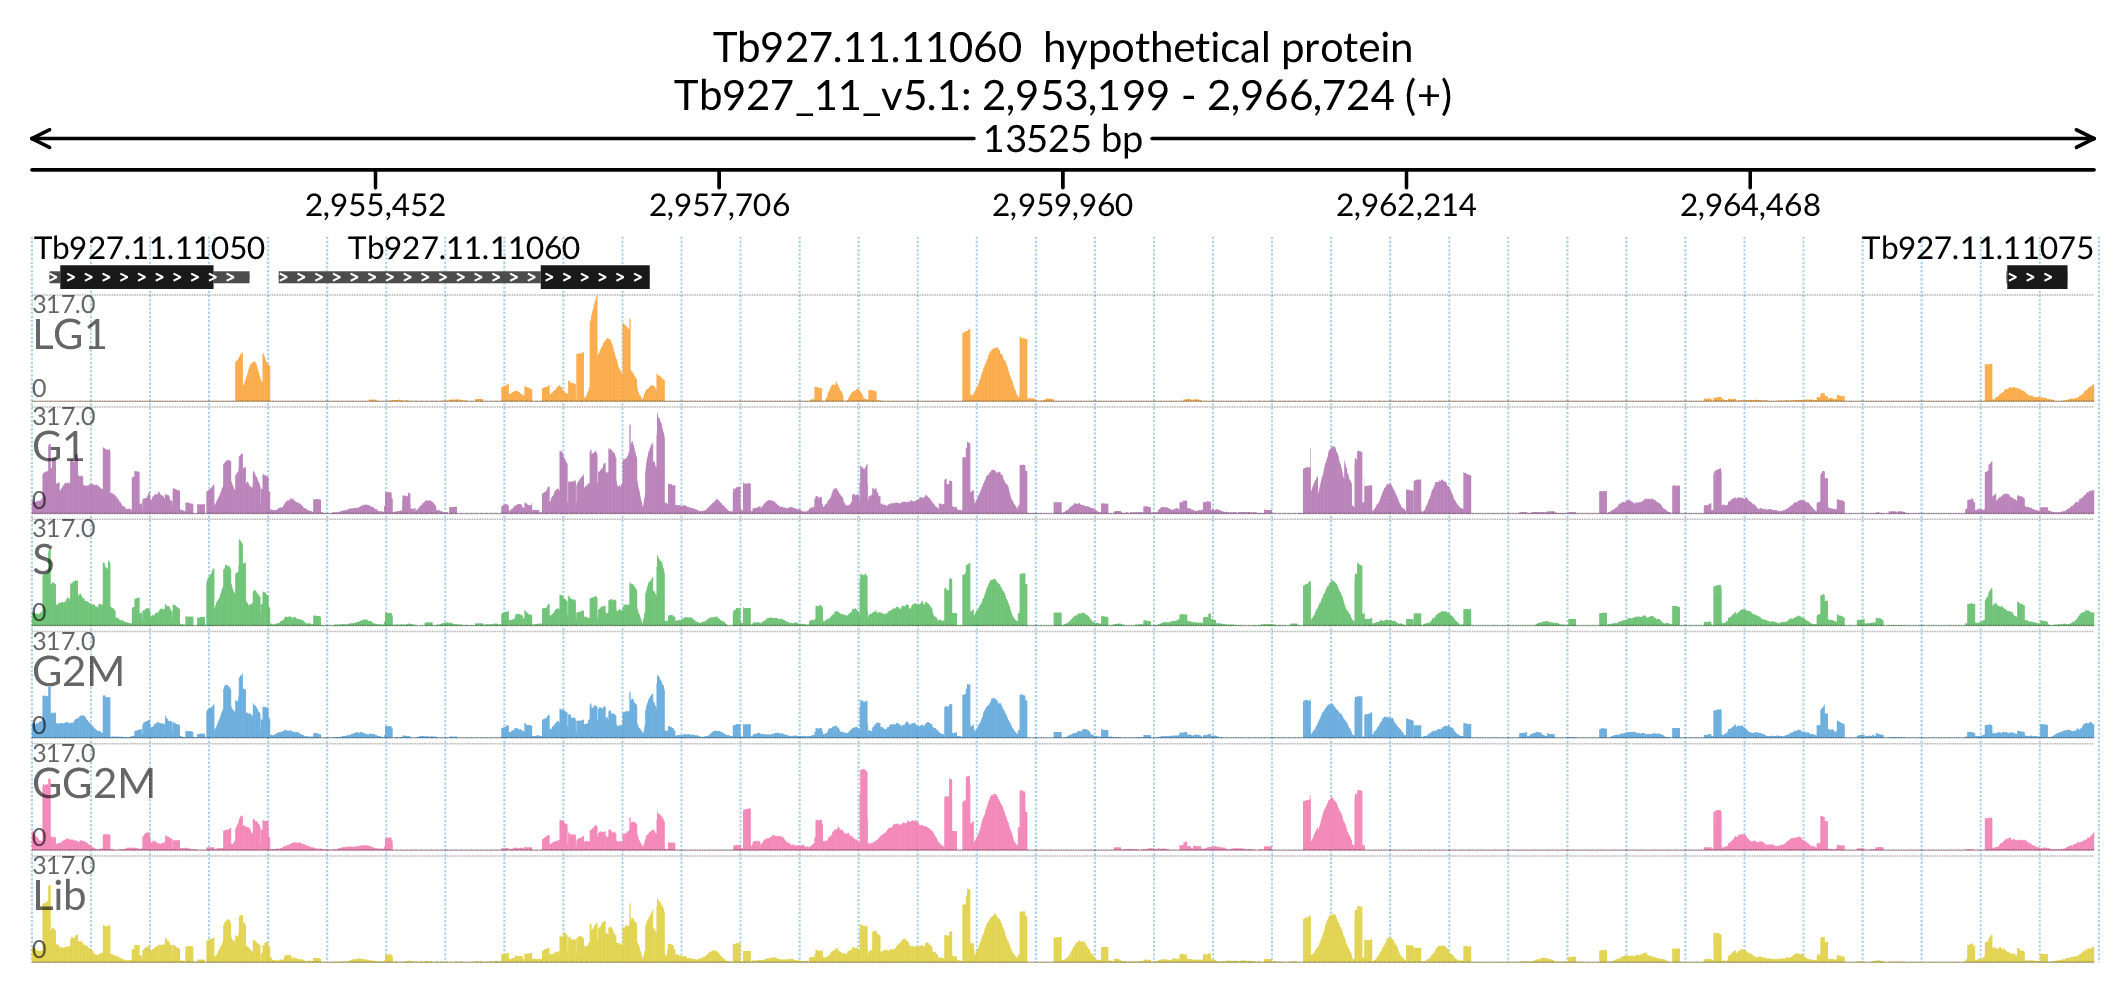 Tb927.11.11060 hypothetical protein
Tb927_11_v5.1: 2,953,199 - 2,966,724 (+)
13525 bp
2,955,452 2,957,706 2,959,960 2,962,214 2,964,468
Tb927.11.11050 Tb927.11.11060 Tb927.11.11075
317.0
LG1
0
317.0
G1
0
317.0
S
0
317.0
G2M
0
317.0
GG2M
0
317.0
Lib
0